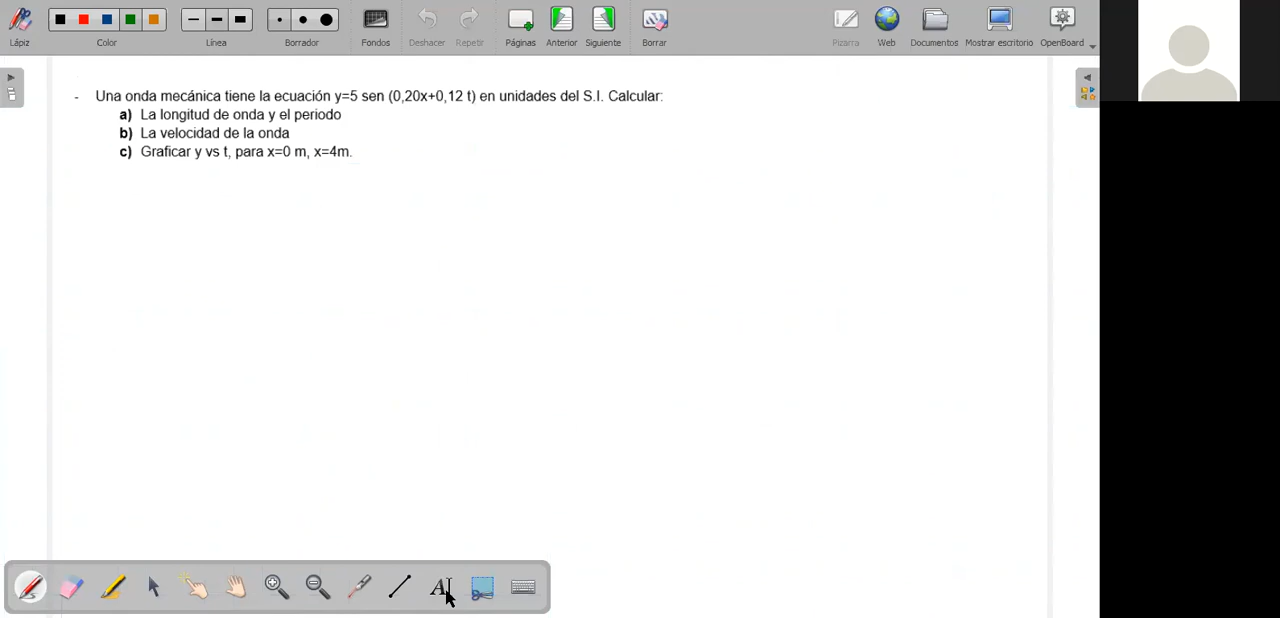 Lápiz
Color
Línea
Borrador
Fondos
Deshacer
Repetir
Páginas
Anterior
Siguiente
Borrar
Pizarra
Web
Documentos
Mostrar escritorio
OpenBoard
- Una onda mecánica tiene la ecuación y=5 sen (0,20x+0,12 t) en unidades del S.I. Calcular:
a) La longitud de onda y el periodo
b) La velocidad de la onda
c) Graficar y vs t, para x=0 m, x=4m.